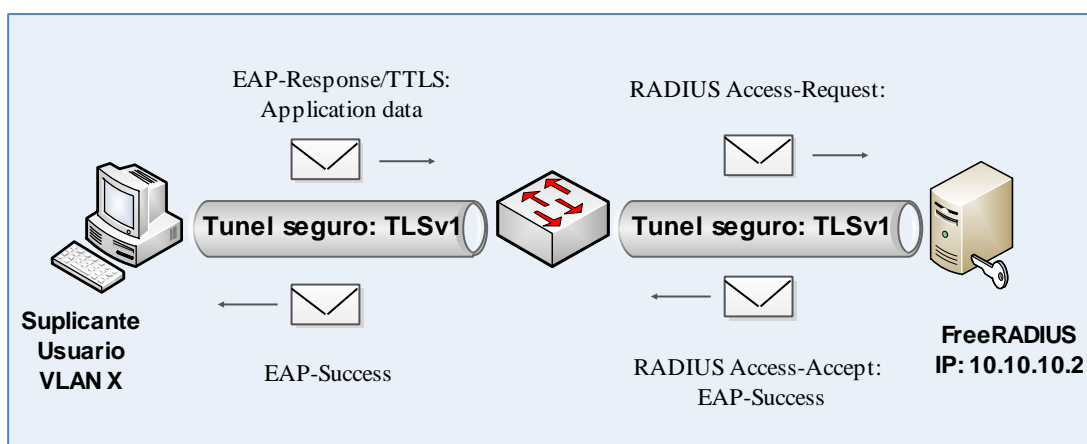 EAP-Response/TTLS:
Application data
RADIUS Access-Request:
Tunel seguro: TLSv1
Tunel seguro: TLSv1
Suplicante
Usuario
VLAN X
EAP-Success
RADIUS Access-Accept:
EAP-Success
FreeRADIUS
IP: 10.10.10.2